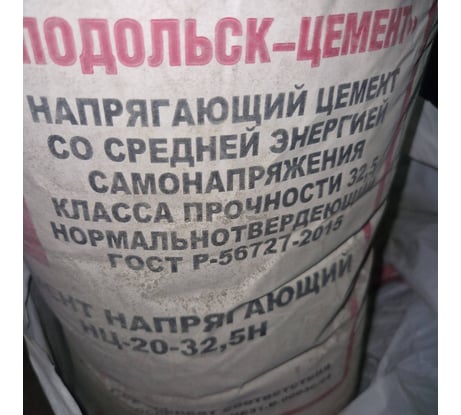 ПОДОЛЬСК-ЦЕМЕНТ»
НАПРЯГАЮЩИЙ ЦЕМЕНТ
СО СРЕДНЕЙ ЭНЕРГИЕЙ
САМОНАПРЯЖЕНИЯ
КЛАССА ПРОЧНОСТИ 32,5
НОРМАЛЬНОТВЕРДЕЮЩИЙ
ГОСТ Р-56727-2015
НАПРЯГАЮЩИЙ
НЦ-20-32,5Н
соответствия